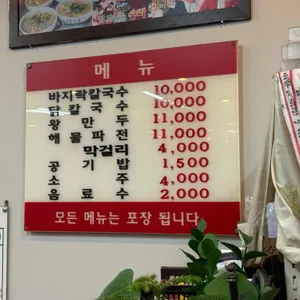 메 뉴
바지락칼국수 10,000
닭칼국수 10,000
왕만두 11,000
해물파전 11,000
막걸리 4,000
공기밥 1,500
소주 4,000
음료수 2,000
모든 메뉴는 포장 됩니다